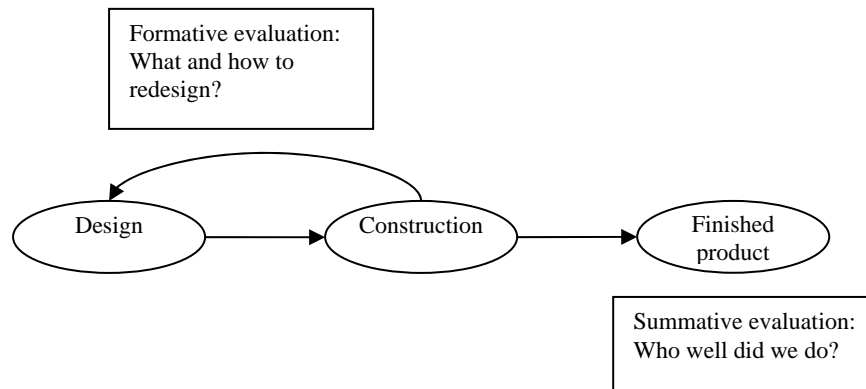 Formative evaluation:
What and how to
redesign?
Design
Construction
Finished
product
Summative evaluation:
Who well did we do?